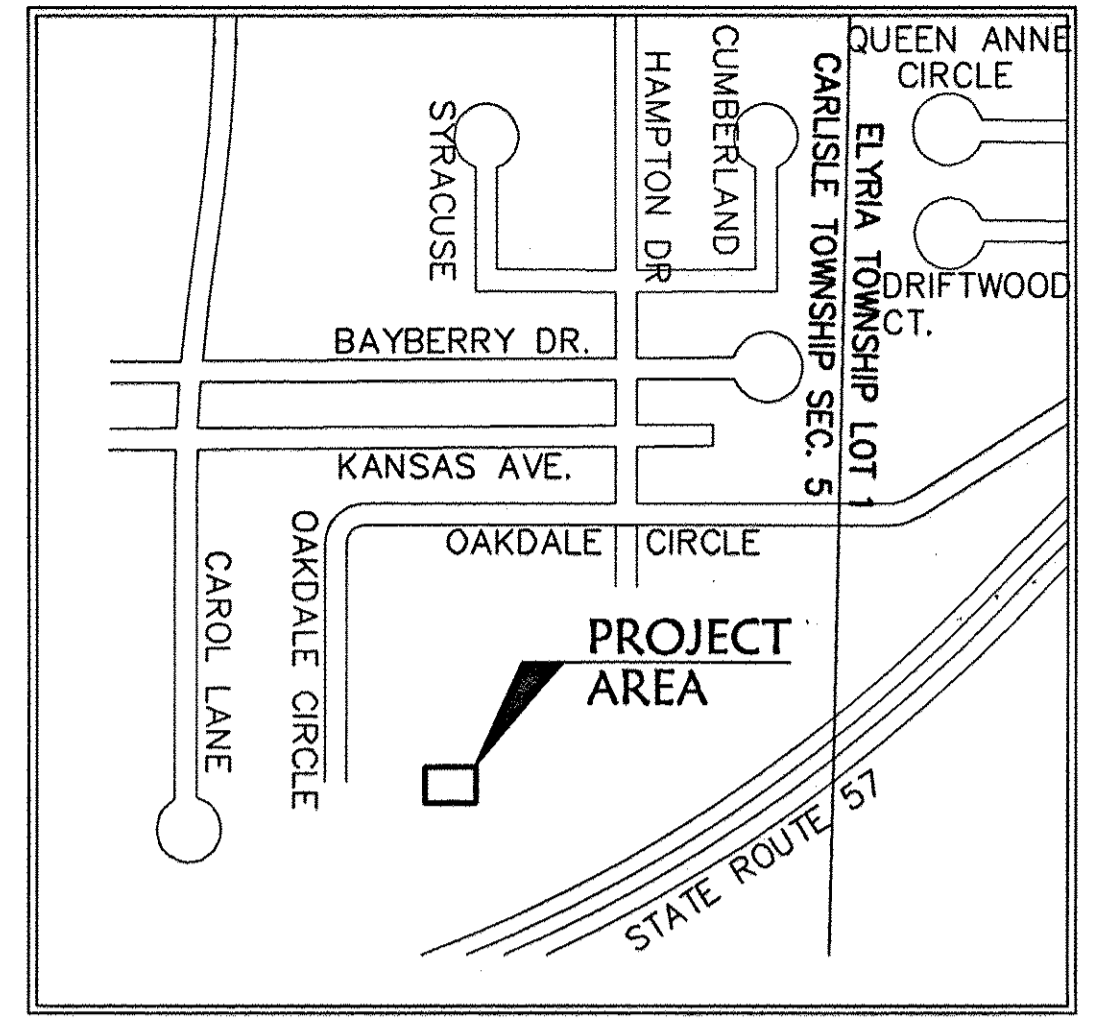 QUEEN ANNE
CIRCLE
CUMBERLAND
HAMPTON DR
SYRACUSE
CARLISLE TOWNSHIP SEC. 5
ELYRIA TOWNSHIP LOT 1
DRIFTWOOD
CT.
BAYBERRY DR.
KANSAS AVE.
OAKDALE CIRCLE
OAKDALE CIRCLE
CAROL LANE
PROJECT
AREA
STATE ROUTE 57